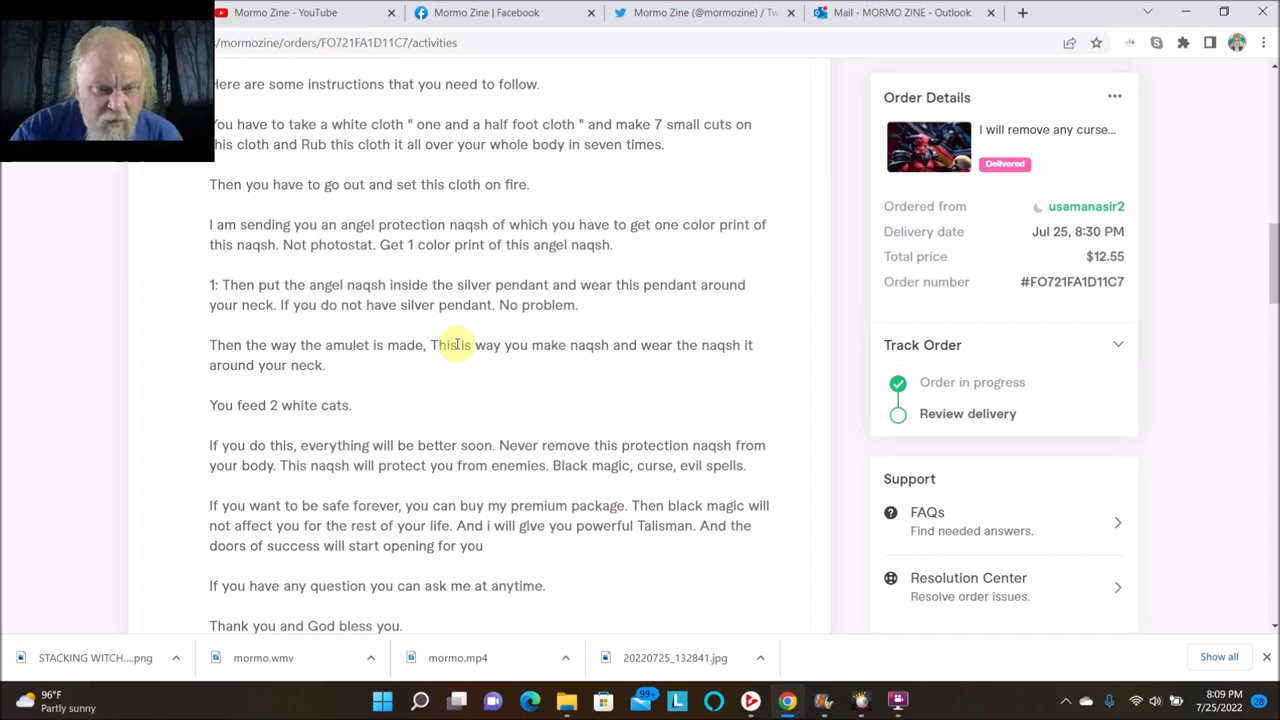 Mormo Zine - YouTube
Mormo Zine | Facebook
Mormo Zine (@mormozine) / Tw
Mail - MORMO ZINE - Outlook
s/mormozine/orders/FO721FA1D11C7/activities
Here are some instructions that you need to follow.
You have to take a white cloth " one and a half foot cloth " and make 7 small cuts on
this cloth and Rub this cloth it all over your whole body in seven times.
Then you have to go out and set this cloth on fire.
I am sending you an angel protection naqsh of which you have to get one color print of
this naqsh. Not photostat. Get 1 color print of this angel naqsh.
1: Then put the angel naqsh inside the silver pendant and wear this pendant around
your neck. If you do not have silver pendant. No problem.
Then the way the amulet is made, This is way you make naqsh and wear the naqsh it
around your neck.
You feed 2 white cats.
If you do this, everything will be better soon. Never remove this protection naqsh from
your body. This naqsh will protect you from enemies. Black magic, curse, evil spells.
If you want to be safe forever, you can buy my premium package. Then black magic will
not affect you for the rest of your life. And i will give you powerful Talisman. And the
doors of success will start opening for you
If you have any question you can ask me at anytime.
Thank you and God bless you.
Order Details
I will remove any curse...
Delivered
Ordered from usamanasir2
Delivery date Jul 25, 8:30 PM
Total price $12.55
Order number #FO721FA1D11C7
Track Order
Order in progress
Review delivery
Support
FAQs
Find needed answers.
Resolution Center
Resolve order issues.
STACKING WITCH....png
mormo.wmv
mormo.mp4
20220725_132841.jpg
Show all
96°F
Partly sunny
99+
L
8:09 PM
7/25/2022
28